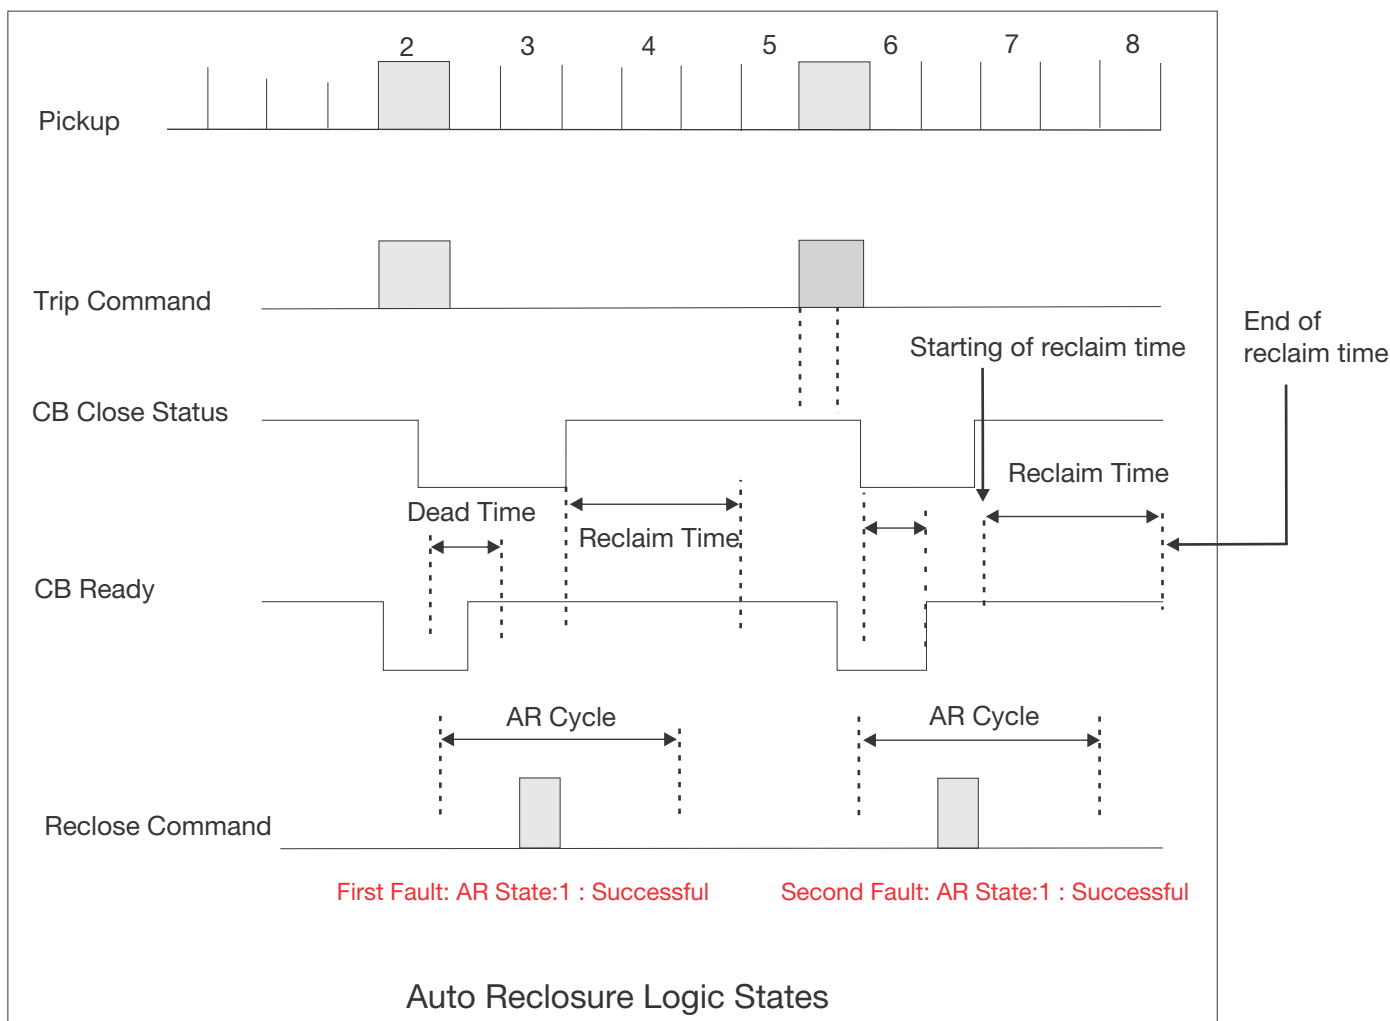 2 3 4 5 6 7 8
Pickup
Trip Command
End of
reclaim time
Starting of reclaim time
CB Close Status
Reclaim Time
Dead Time
Reclaim Time
CB Ready
AR Cycle
AR Cycle
Reclose Command
First Fault: AR State:1 : Successful
Second Fault: AR State:1 : Successful
Auto Reclosure Logic States